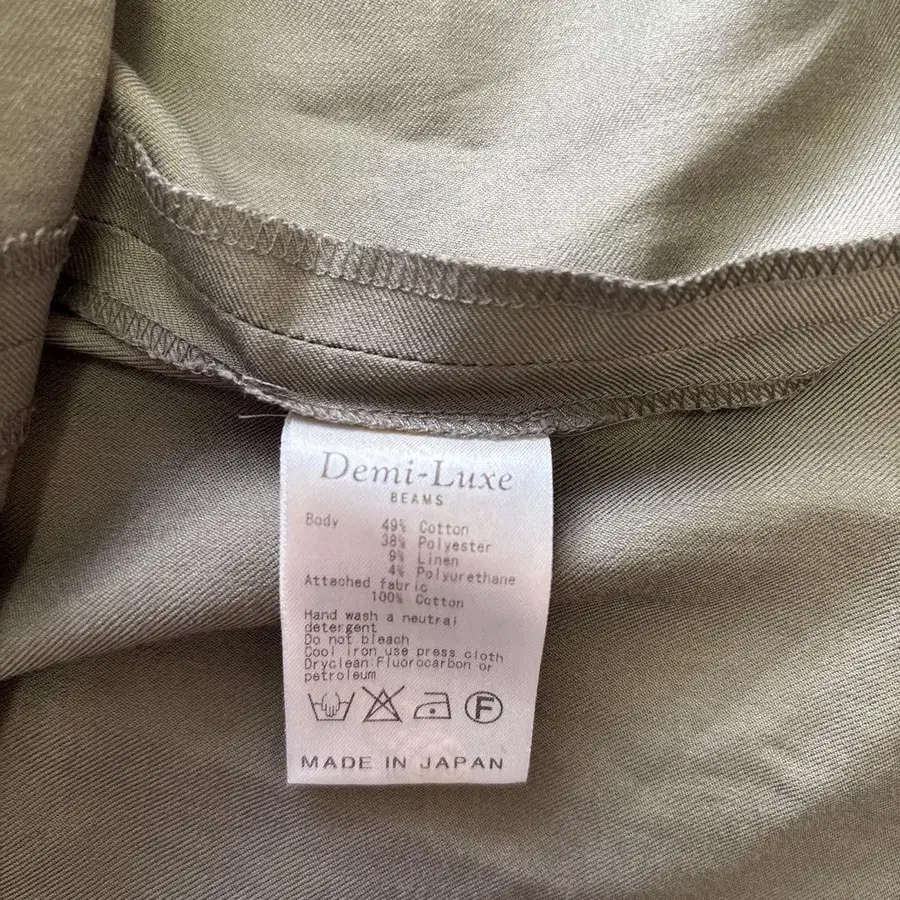 Demi-Luxe
BEAMS
Body 49% Cotton
38% Polyester
9% Linen
4% Polyurethane
Attached fabric
100% Cotton
Hand wash a neutral
detergent
Do not bleach
Cool iron use press cloth
Dryclean Fluorocarbon or
petroleum
F
MADE IN JAPAN